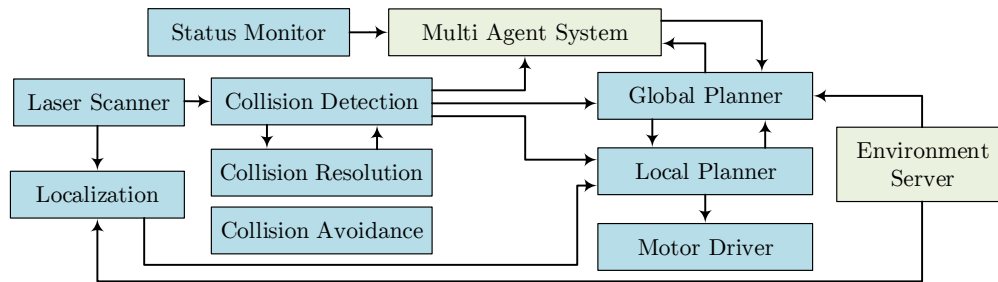 Status Monitor
Multi Agent System
Laser Scanner
Collision Detection
Global Planner
Environment
Server
Collision Resolution
Local Planner
Localization
Collision Avoidance
Motor Driver